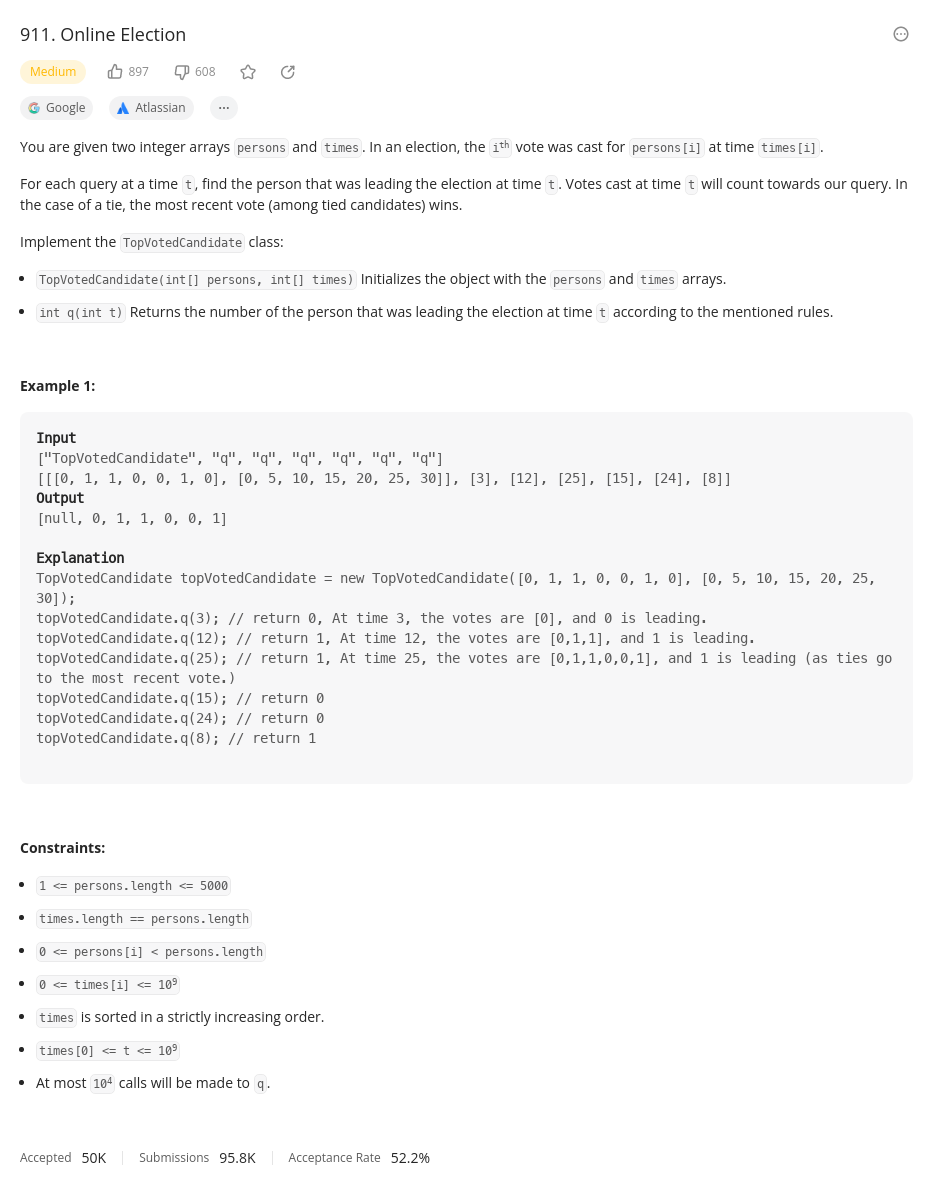 911. Online Election
Medium 897 608
Google Atlassian ...
You are given two integer arrays persons and times. In an election, the ith vote was cast for persons[i] at time times[i].
For each query at a time t, find the person that was leading the election at time t. Votes cast at time t will count towards our query. In
the case of a tie, the most recent vote (among tied candidates) wins.
Implement the TopVotedCandidate class:
• TopVotedCandidate(int[] persons, int[] times) Initializes the object with the persons and times arrays.
• int q(int t) Returns the number of the person that was leading the election at time t according to the mentioned rules.
Example 1:
Input
["TopVotedCandidate", "q", "q", "q", "q", "q", "q"]
[[[0, 1, 1, 0, 0, 1, 0], [0, 5, 10, 15, 20, 25, 30]], [3], [12], [25], [15], [24], [8]]
Output
[null, 0, 1, 1, 0, 0, 1]
Explanation
TopVotedCandidate topVotedCandidate = new TopVotedCandidate([0, 1, 1, 0, 0, 1, 0], [0, 5, 10, 15, 20, 25,
30]);
topVotedCandidate.q(3); // return 0, At time 3, the votes are [0], and 0 is leading.
topVotedCandidate.q(12); // return 1, At time 12, the votes are [0,1,1], and 1 is leading.
topVotedCandidate.q(25); // return 1, At time 25, the votes are [0,1,1,0,0,1], and 1 is leading (as ties go
to the most recent vote.)
topVotedCandidate.q(15); // return 0
topVotedCandidate.q(24); // return 0
topVotedCandidate.q(8); // return 1
Constraints:
• 1 <= persons.length <= 5000
• times.length == persons.length
• 0 <= persons[i] < persons.length
• 0 <= times[i] <= 10⁹
• times is sorted in a strictly increasing order.
• times[0] <= t <= 10⁹
• At most 10⁴ calls will be made to q.
Accepted 50K Submissions 95.8K Acceptance Rate 52.2%